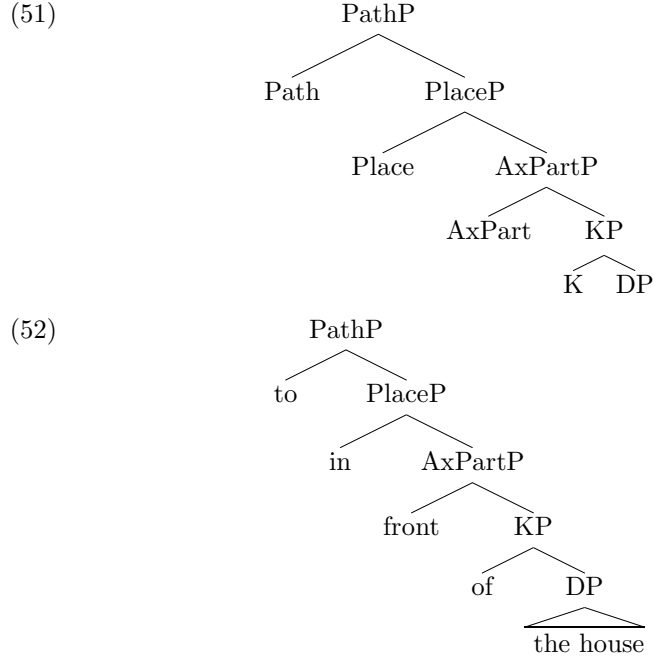 (51) PathP
Path PlaceP
Place AxPartP
AxPart KP
K DP
(52) PathP
to PlaceP
in AxPartP
front KP
of DP
the house